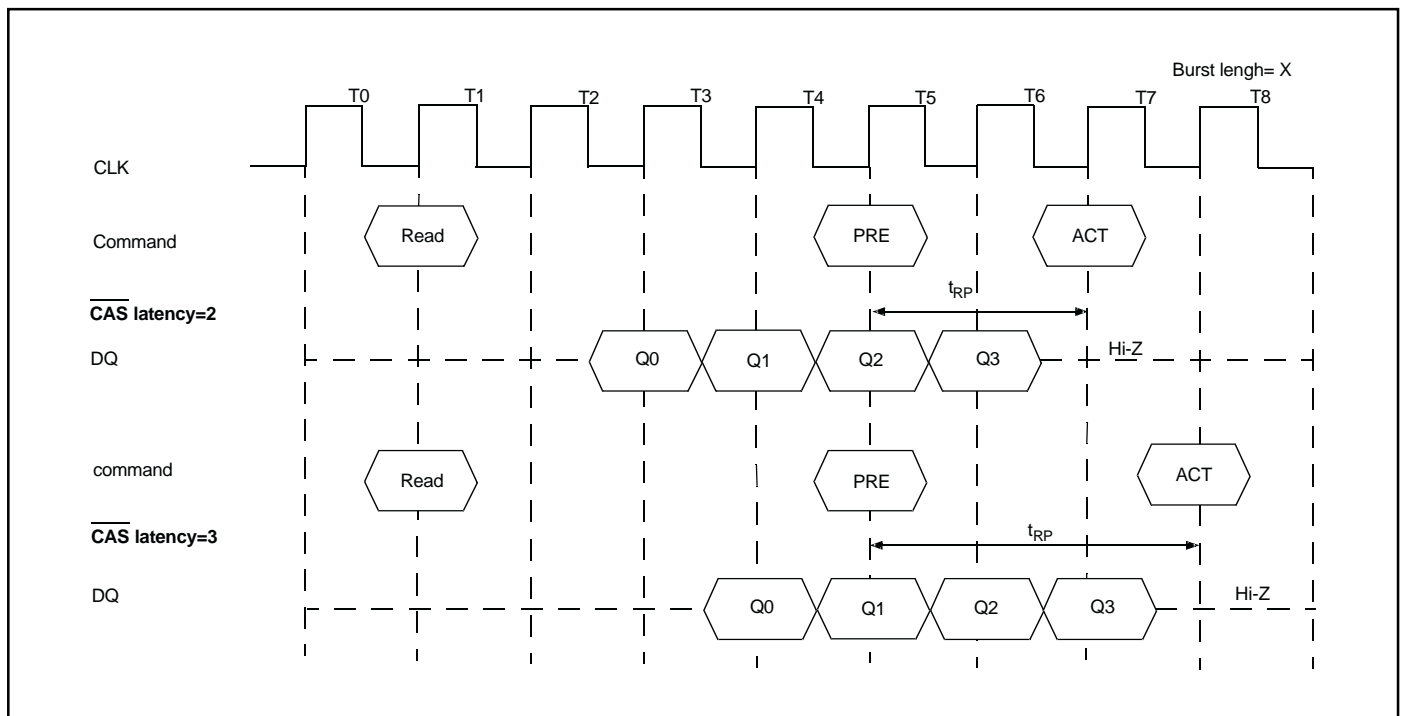 Burst lengh= X
T0 T1 T2 T3 T4 T5 T6 T7 T8
CLK
Command Read PRE ACT
tRP
CAS latency=2
DQ Q0 Q1 Q2 Q3 Hi-Z
command Read PRE ACT
CAS latency=3
tRP
DQ Q0 Q1 Q2 Q3 Hi-Z